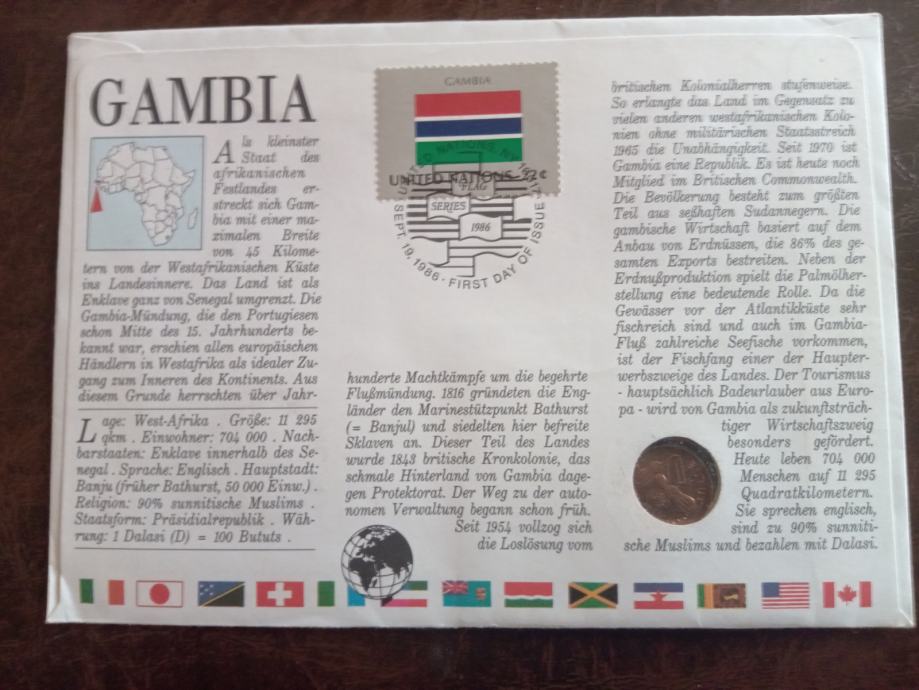 GAMBIA
Als kleinster
Staat des
afrikanischen
Festlandes er-
streckt sich Gam-
bia mit einer ma-
ximalen Breite
von 45 Kilome-
tern von der Westafrikanischen Küste
ins Landesinnere. Das Land ist als
Enklave ganz von Senegal umgrenzt. Die
Gambia-Mündung, die den Portugiesen
schon Mitte des 15. Jahrhunderts be-
kannt war, erschien allen europäischen
Händlern in Westafrika als idealer Zu-
gang zum Inneren des Kontinents. Aus
diesem Grunde herrschten über Jahr-
Lage: West-Afrika . Größe: 11 295
qkm . Einwohner: 704 000 . Nach-
barstaaten: Enklave innerhalb des Se-
negal . Sprache: Englisch . Hauptstadt:
Banju (früher Bathurst, 50 000 Einw.) .
Religion: 90% sunnitische Muslims .
Staatsform: Präsidialrepublik . Wäh-
rung: 1 Dalasi (D) = 100 Bututs .
GAMBIA
UNITED NATIONS 22¢
UNITED NATIONS, NY
FLAG
SERIES
1986
SEPT. 19, 1986 - FIRST DAY OF ISSUE
hunderte Machtkämpfe um die begehrte
Flußmündung. 1816 gründeten die Eng-
länder den Marinestützpunkt Bathurst
(= Banjul) und siedelten hier befreite
Sklaven an. Dieser Teil des Landes
wurde 1843 britische Kronkolonie, das
schmale Hinterland von Gambia dage-
gen Protektorat. Der Weg zu der auto-
nomen Verwaltung begann schon früh.
Seit 1954 vollzog sich
die Loslösung vom
britischen Kolonialherren stufenweise.
So erlangte das Land im Gegensatz zu
vielen anderen westafrikanischen Kolo-
nien ohne militärischen Staatsstreich
1965 die Unabhängigkeit. Seit 1970 ist
Gambia eine Republik. Es ist heute noch
Mitglied im Britischen Commonwealth.
Die Bevölkerung besteht zum größten
Teil aus seßhaften Sudannegern. Die
gambische Wirtschaft basiert auf dem
Anbau von Erdnüssen, die 86% des ge-
samten Exports bestreiten. Neben der
Erdnußproduktion spielt die Palmölher-
stellung eine bedeutende Rolle. Da die
Gewässer vor der Atlantikküste sehr
fischreich sind und auch im Gambia-
Fluß zahlreiche Seefische vorkommen,
ist der Fischfang einer der Haupter-
werbszweige des Landes. Der Tourismus
- hauptsächlich Badeurlauber aus Euro-
pa - wird von Gambia als zukunftsträch-
tiger Wirtschaftszweig
besonders gefördert.
Heute leben 704 000
Menschen auf 11 295
Quadratkilometern.
Sie sprechen englisch,
sind zu 90% sunniti-
sche Muslims und bezahlen mit Dalasi.